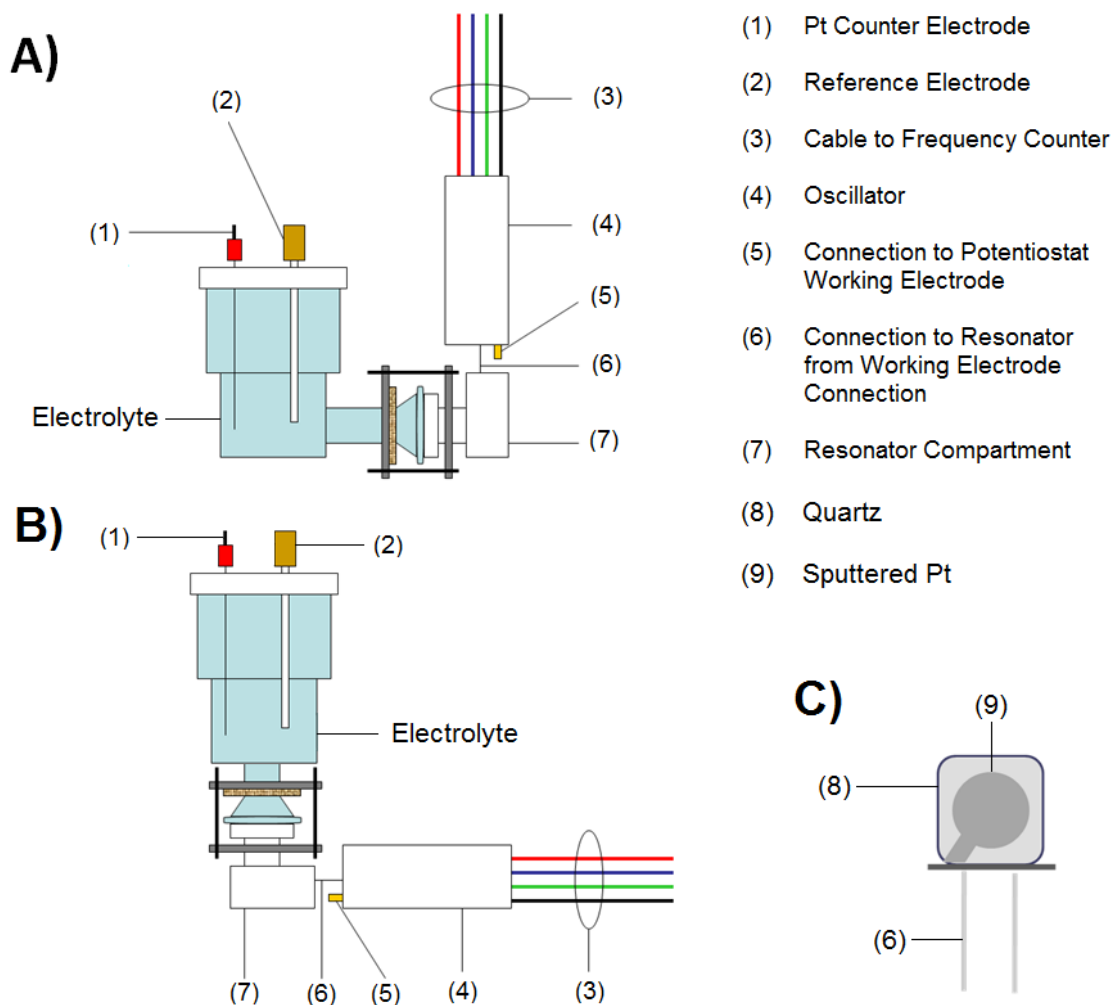 A)
(2)
(3)
(1)
(4)
(5)
(6)
Electrolyte
(7)
(1) Pt Counter Electrode
(2) Reference Electrode
(3) Cable to Frequency Counter
(4) Oscillator
(5) Connection to Potentiostat
Working Electrode
(6) Connection to Resonator
from Working Electrode
Connection
(7) Resonator Compartment
(8) Quartz
(9) Sputtered Pt
B)
(1)
(2)
Electrolyte
(7)
(6)
(5)
(4)
(3)
C)
(9)
(8)
(6)